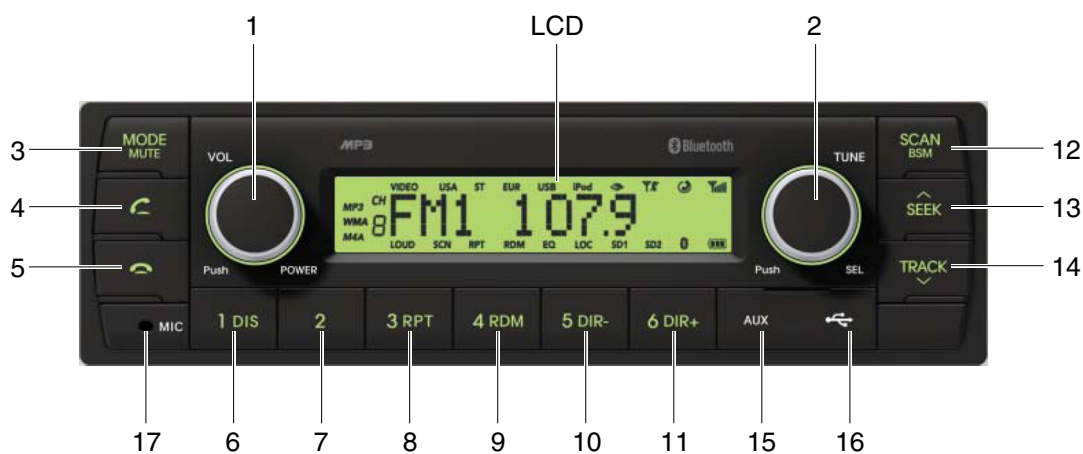 1 LCD 2
3 MODE MUTE SCAN BSM 12
VOL MP3 Bluetooth TUNE
4 VIDEO USA ST EUR USB iPod 13
MP3 CH SEEK
WMA 8 FM1 107.9
M4A
LOUD SCN RPT RDM EQ LOC SD1 SD2
5 TRACK 14
Push POWER Push SEL
MIC 1 DIS 2 3 RPT 4 RDM 5 DIR- 6 DIR+ AUX
17 6 7 8 9 10 11 15 16